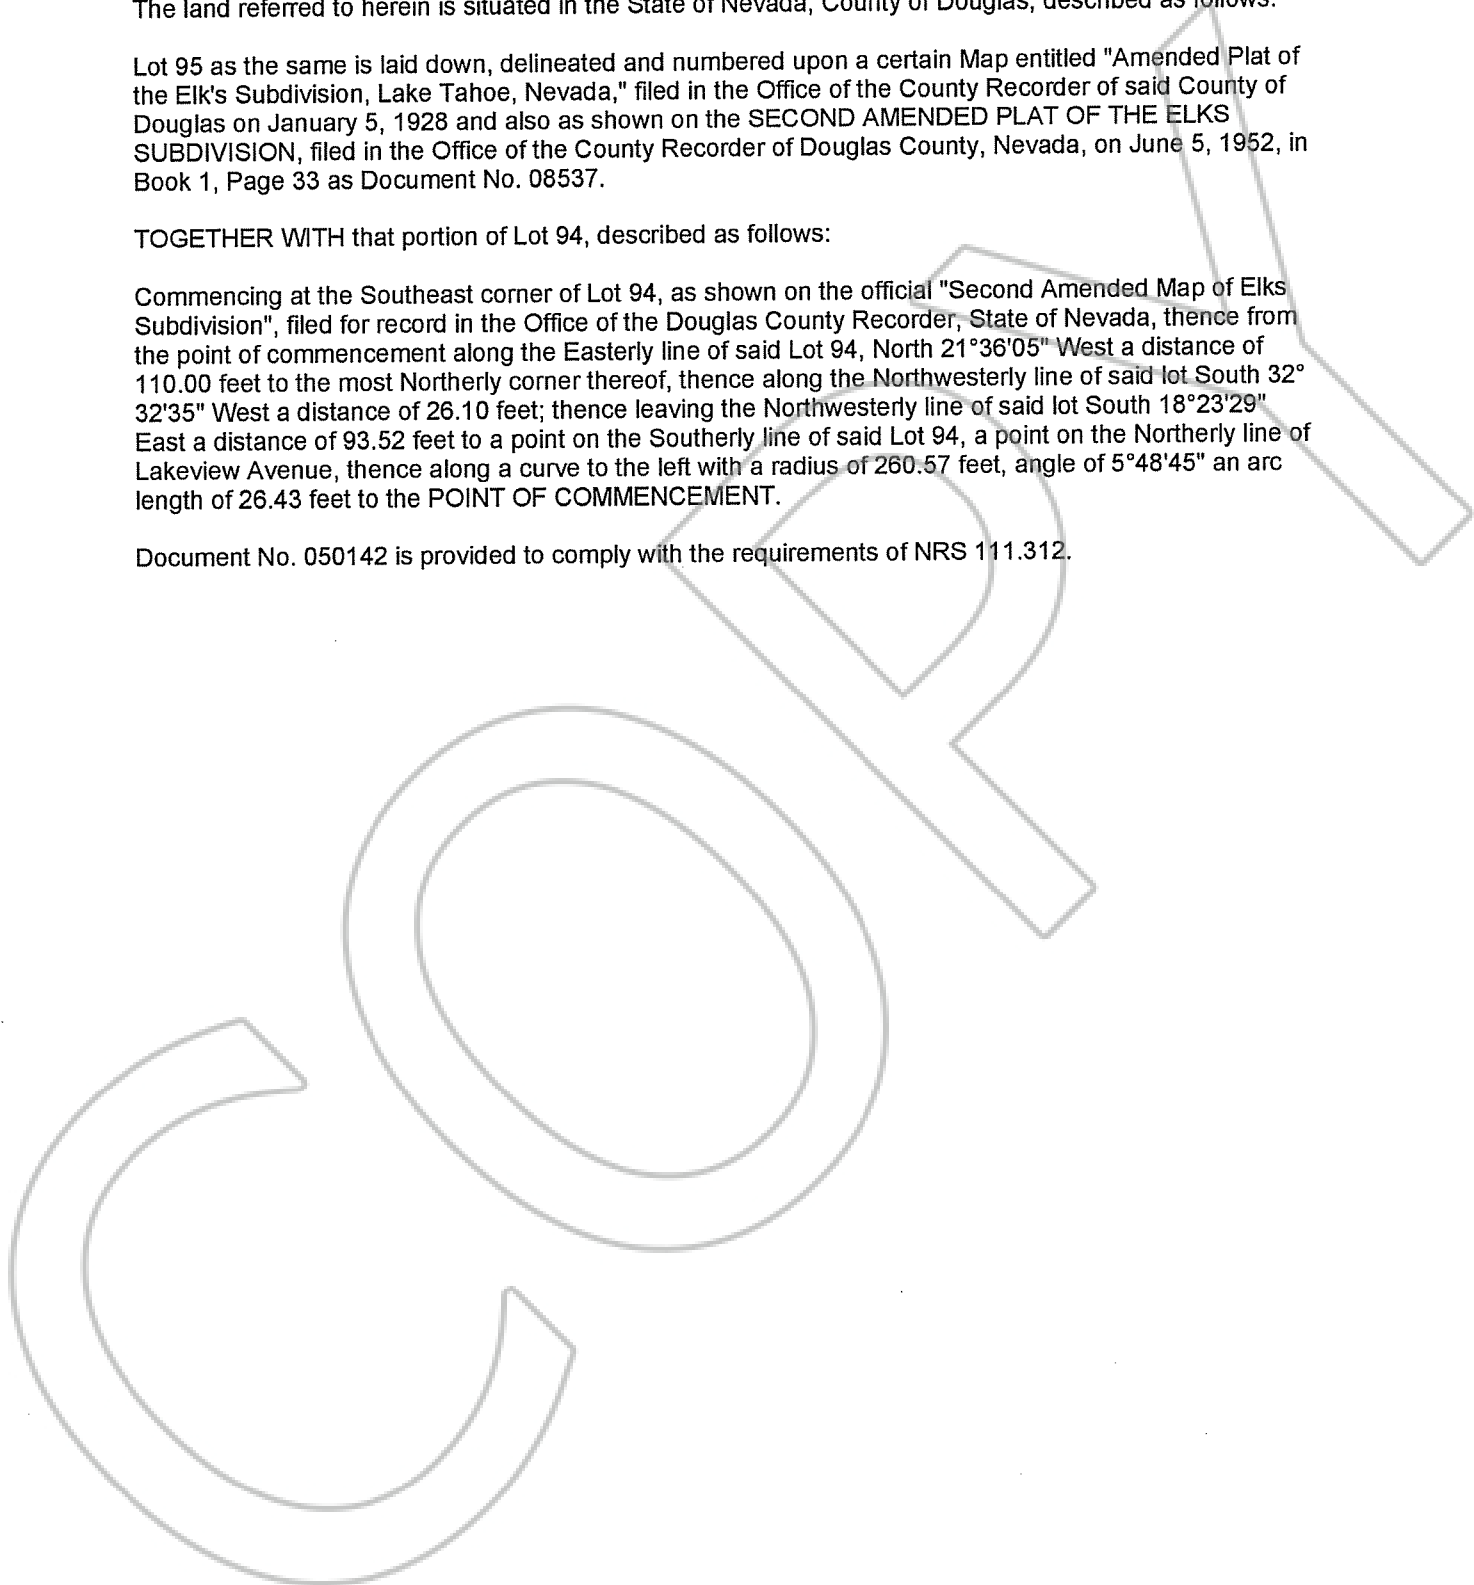 The land referred to herein is situated in the State of Nevada, County of Douglas, described as follows:
Lot 95 as the same is laid down, delineated and numbered upon a certain Map entitled "Amended Plat of
the Elk's Subdivision, Lake Tahoe, Nevada," filed in the Office of the County Recorder of said County of
Douglas on January 5, 1928 and also as shown on the SECOND AMENDED PLAT OF THE ELKS
SUBDIVISION, filed in the Office of the County Recorder of Douglas County, Nevada, on June 5, 1952, in
Book 1, Page 33 as Document No. 08537.
TOGETHER WITH that portion of Lot 94, described as follows:
Commencing at the Southeast corner of Lot 94, as shown on the official "Second Amended Map of Elks
Subdivision", filed for record in the Office of the Douglas County Recorder, State of Nevada, thence from
the point of commencement along the Easterly line of said Lot 94, North 21°36'05" West a distance of
110.00 feet to the most Northerly corner thereof, thence along the Northwesterly line of said lot South 32°
32'35" West a distance of 26.10 feet; thence leaving the Northwesterly line of said lot South 18°23'29"
East a distance of 93.52 feet to a point on the Southerly line of said Lot 94, a point on the Northerly line of
Lakeview Avenue, thence along a curve to the left with a radius of 260.57 feet, angle of 5°48'45" an arc
length of 26.43 feet to the POINT OF COMMENCEMENT.
Document No. 050142 is provided to comply with the requirements of NRS 111.312.
COPY